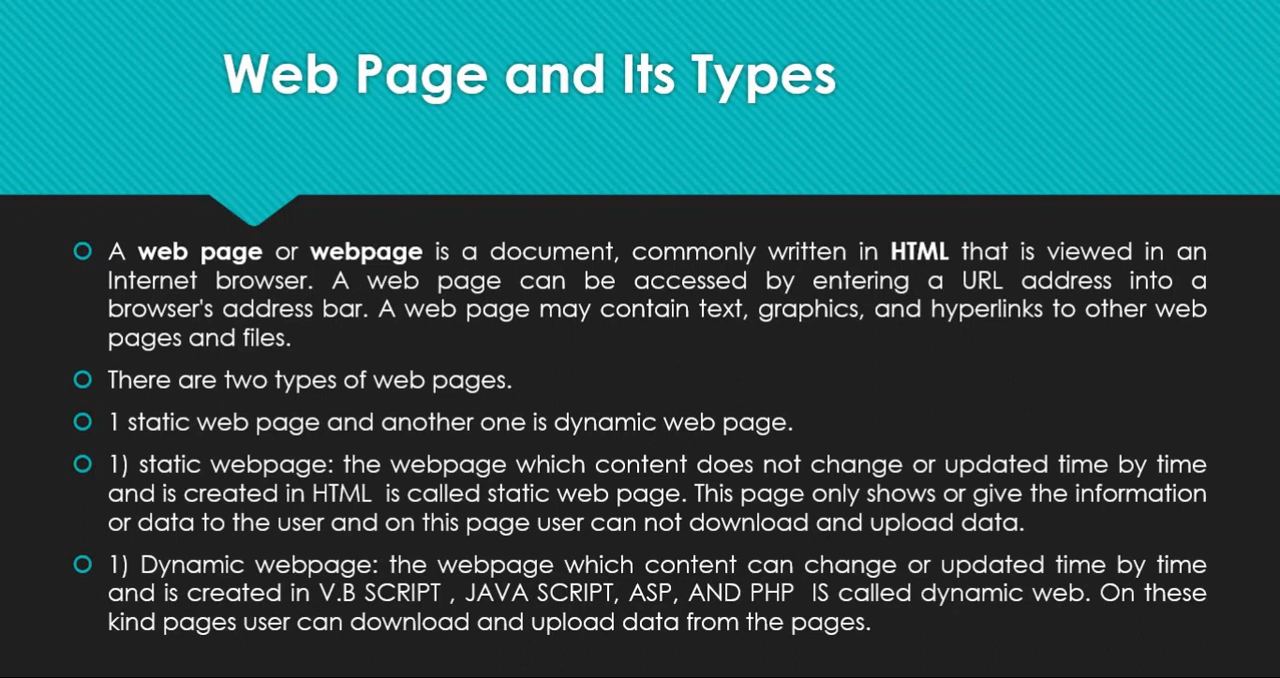 Web Page and Its Types
A web page or webpage is a document, commonly written in HTML that is viewed in an
Internet browser. A web page can be accessed by entering a URL address into a
browser's address bar. A web page may contain text, graphics, and hyperlinks to other web
pages and files.
There are two types of web pages.
1 static web page and another one is dynamic web page.
1) static webpage: the webpage which content does not change or updated time by time
and is created in HTML is called static web page. This page only shows or give the information
or data to the user and on this page user can not download and upload data.
1) Dynamic webpage: the webpage which content can change or updated time by time
and is created in V.B SCRIPT , JAVA SCRIPT, ASP, AND PHP IS called dynamic web. On these
kind pages user can download and upload data from the pages.